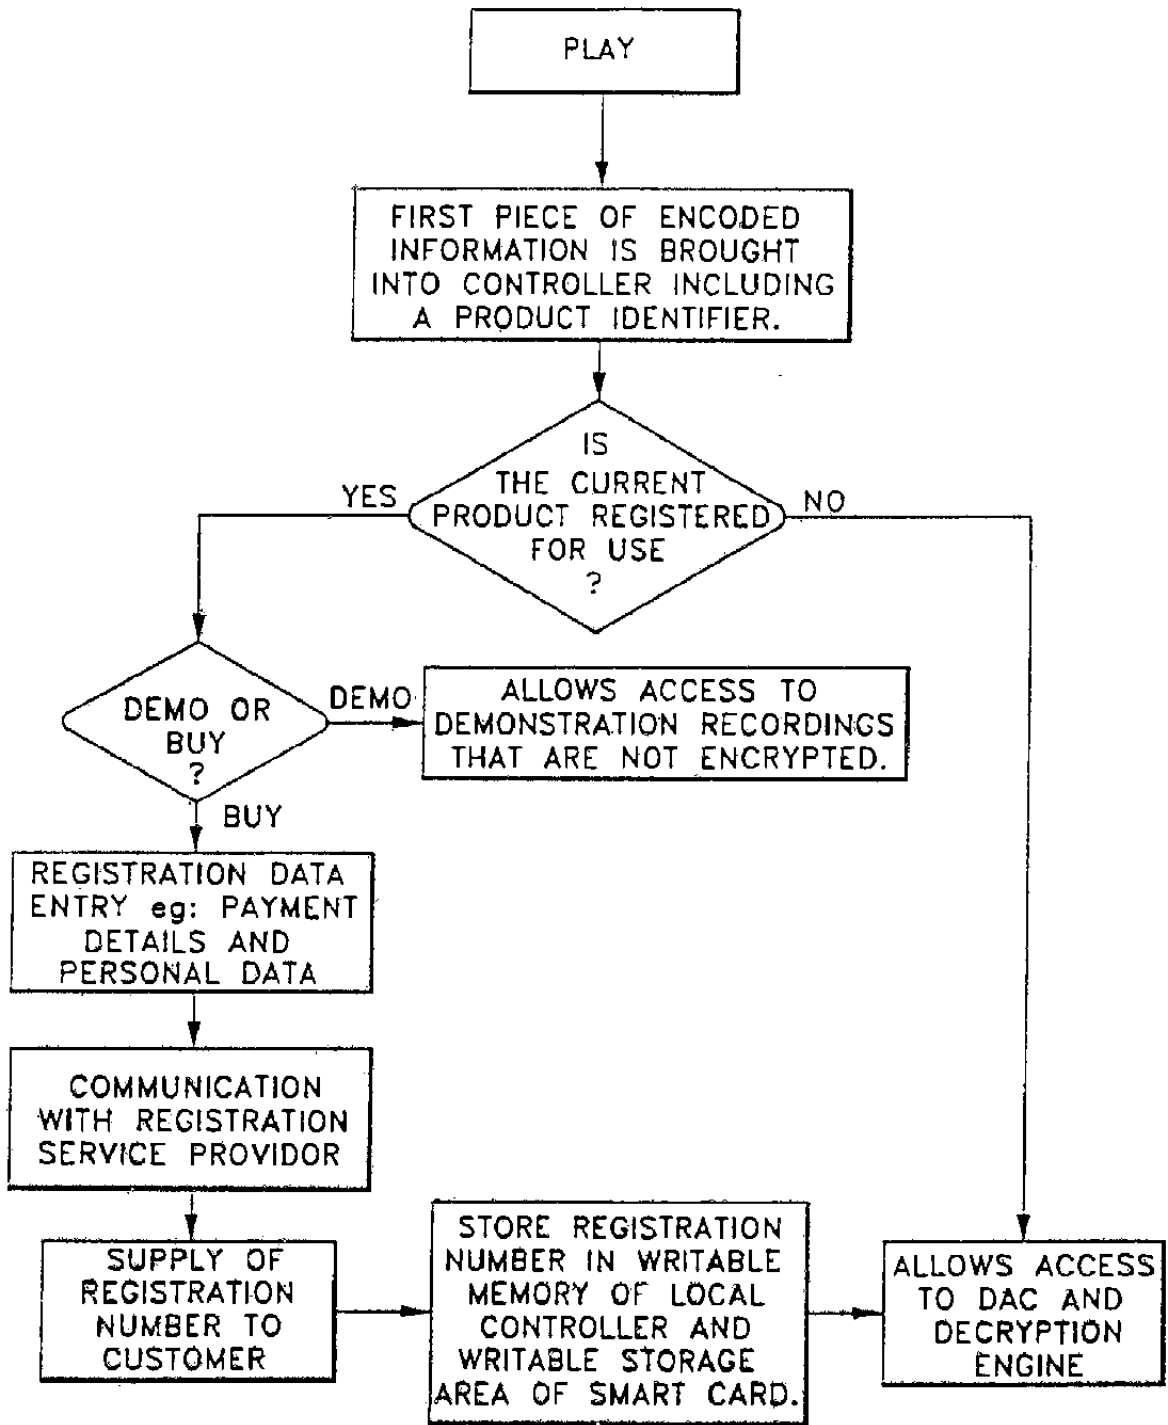 PLAY
FIRST PIECE OF ENCODED
INFORMATION IS BROUGHT
INTO CONTROLLER INCLUDING
A PRODUCT IDENTIFIER.
IS
THE CURRENT
PRODUCT REGISTERED
FOR USE
?
YES
NO
DEMO OR
BUY
?
DEMO
ALLOWS ACCESS TO
DEMONSTRATION RECORDINGS
THAT ARE NOT ENCRYPTED.
BUY
REGISTRATION DATA
ENTRY eg: PAYMENT
DETAILS AND
PERSONAL DATA
COMMUNICATION
WITH REGISTRATION
SERVICE PROVIDOR
SUPPLY OF
REGISTRATION
NUMBER TO
CUSTOMER
STORE REGISTRATION
NUMBER IN WRITABLE
MEMORY OF LOCAL
CONTROLLER AND
WRITABLE STORAGE
AREA OF SMART CARD.
ALLOWS ACCESS
TO DAC AND
DECRYPTION
ENGINE